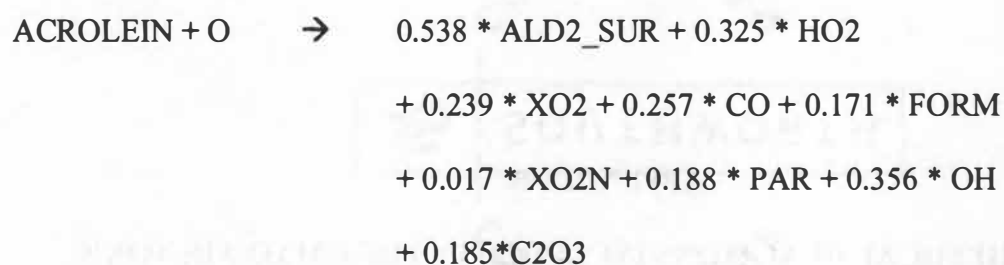 ACROLEIN + O → 0.538 * ALD2_SUR + 0.325 * HO2
+ 0.239 * XO2 + 0.257 * CO + 0.171 * FORM
+ 0.017 * XO2N + 0.188 * PAR + 0.356 * OH
+ 0.185*C2O3